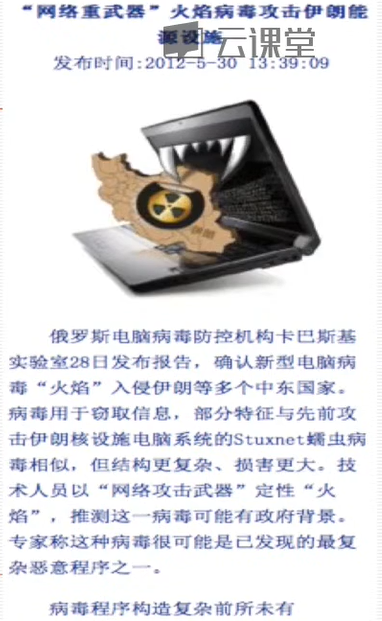 “网络重武器”火焰病毒攻击伊朗能
云课堂
源设施
发布时间:2012-5-30 13:39:09
伊朗
俄罗斯电脑病毒防控机构卡巴斯基
实验室28日发布报告，确认新型电脑病
毒“火焰”入侵伊朗等多个中东国家。
病毒用于窃取信息，部分特征与先前攻
击伊朗核设施电脑系统的Stuxnet蠕虫病
毒相似，但结构更复杂、损害更大。技
术人员以“网络攻击武器”定性“火
焰”，推测这一病毒可能有政府背景。
专家称这种病毒很可能是已发现的最复
杂恶意程序之一。
病毒程序构造复杂前所未有